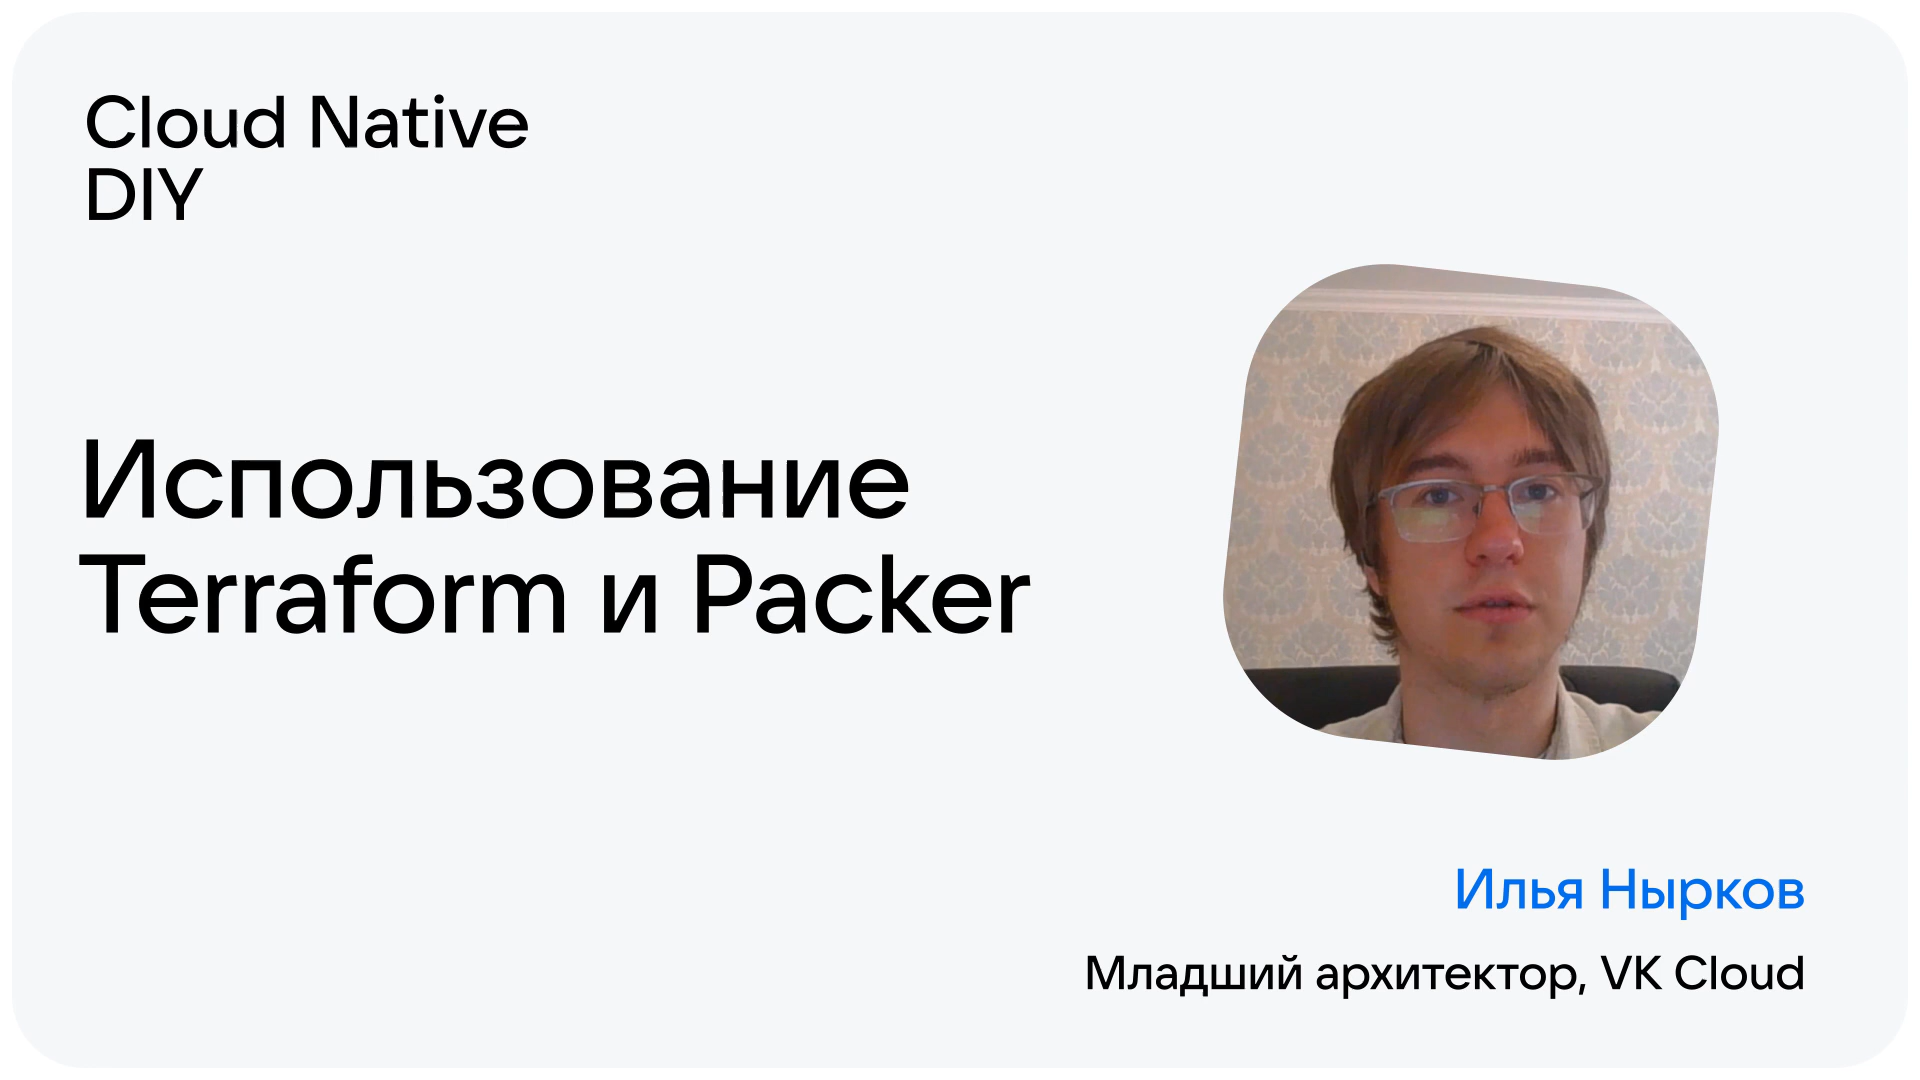 Cloud Native
DIY
Использование
Terraform и Packer
Илья Нырков
Младший архитектор, VK Cloud